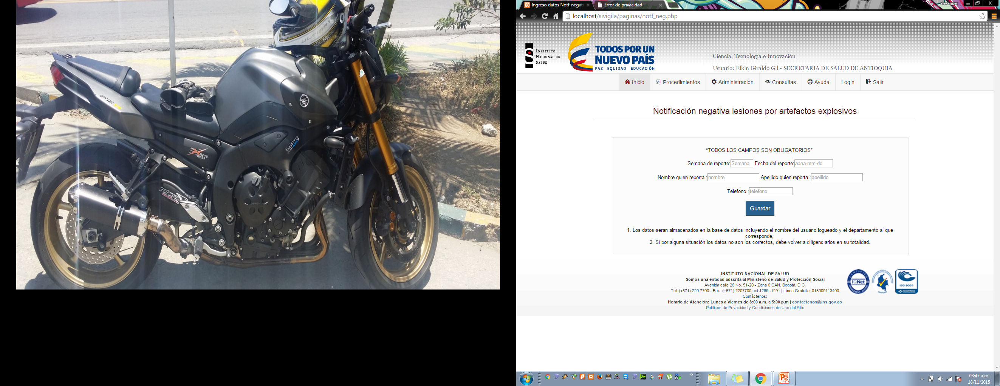 ULTIMATE
GoPro
XTREME
BIKES
potencia
Ingreso datos Notf_negati
Error de privacidad
alexander
localhost/sivigila/paginas/notf_neg.php
INSTITUTO
NACIONAL DE
SALUD
TODOS POR UN
NUEVO PAÍS
PAZ EQUIDAD EDUCACIÓN
Ciencia, Tecnología e Innovación
Usuario: Elkin Giraldo Gil - SECRETARIA DE SALUD DE ANTIOQUIA
Inicio Procedimientos Administración Consultas Ayuda Login Salir
Notificación negativa lesiones por artefactos explosivos
*TODOS LOS CAMPOS SON OBLIGATORIOS*
Semana de reporte: Semana Fecha del reporte: aaaa-mm-dd
Nombre quien reporta : nombre Apellido quien reporta : apellido
Telefono : telefono
Guardar
1. Los datos seran almacenados en la base de datos incluyendo el nombre del usuario logueado y el departamento al que
corresponde,
2. Si por alguna situación los datos no son los correctos, debe volver a diligenciarlos en su totalidad.
INSTITUTO NACIONAL DE SALUD
Somos una entidad adscrita al Ministerio de Salud y Protección Social
Avenida calle 26 No. 51-20 - Zona 6 CAN. Bogotá, D.C.
Tel: (+571) 220 7700 - Fax: (+571) 2207700 ext 1269 -1291 | Línea Gratuita: 018000113400
Contáctenos:
Horario de Atención: Lunes a Viernes de 8:00 a.m. a 5:00 p.m | contactenos@ins.gov.co
Políticas de Privacidad y Condiciones de Uso del Sitio
CERTIFIED
IQNet
MANAGEMENT SYSTEM
ISO 9001
icontec
Dw
08:47 a.m.
18/11/2015